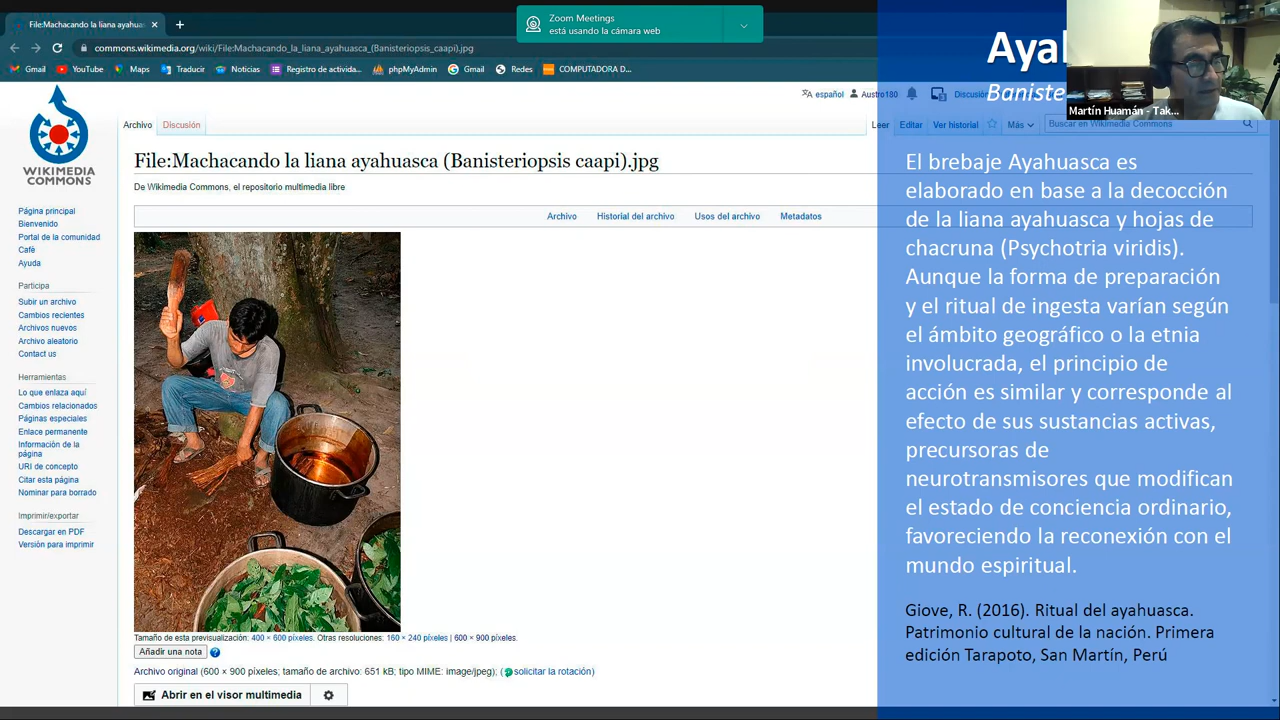 File:Machacando la liana ayahuas
Zoom Meetings
está usando la cámara web
commons.wikimedia.org/wiki/File:Machacando_la_liana_ayahuasca_(Banisteriopsis_caapi).jpg
Gmail
YouTube
Maps
Traducir
Noticias
Registro de activida...
phpMyAdmin
Gmail
Redes
COMPUTADORA D...
Martín Huamán - Tak...
español
Austro180
Discusió
WIKIMEDIA
COMMONS
Archivo
Discusión
Leer
Editar
Ver historial
Más
Buscar en Wikimedia Commons
File:Machacando la liana ayahuasca (Banisteriopsis caapi).jpg
De Wikimedia Commons, el repositorio multimedia libre
Archivo
Historial del archivo
Usos del archivo
Metadatos
Página principal
Bienvenido
Portal de la comunidad
Café
Ayuda
Participa
Subir un archivo
Cambios recientes
Archivos nuevos
Archivo aleatorio
Contact us
Herramientas
Lo que enlaza aquí
Cambios relacionados
Páginas especiales
Enlace permanente
Información de la
página
URI de concepto
Citar esta página
Nominar para borrado
Imprimir/exportar
Descargar en PDF
Versión para imprimir
Tamaño de esta previsualización: 400 × 600 píxeles. Otras resoluciones: 160 × 240 píxeles | 600 × 900 píxeles.
Añadir una nota
Archivo original (600 × 900 píxeles; tamaño de archivo: 651 kB; tipo MIME: image/jpeg); (solicitar la rotación)
Abrir en el visor multimedia
Aya
Baniste
El brebaje Ayahuasca es
elaborado en base a la decocción
de la liana ayahuasca y hojas de
chacruna (Psychotria viridis).
Aunque la forma de preparación
y el ritual de ingesta varían según
el ámbito geográfico o la etnia
involucrada, el principio de
acción es similar y corresponde al
efecto de sus sustancias activas,
precursoras de
neurotransmisores que modifican
el estado de conciencia ordinario,
favoreciendo la reconexión con el
mundo espiritual.
Giove, R. (2016). Ritual del ayahuasca.
Patrimonio cultural de la nación. Primera
edición Tarapoto, San Martín, Perú